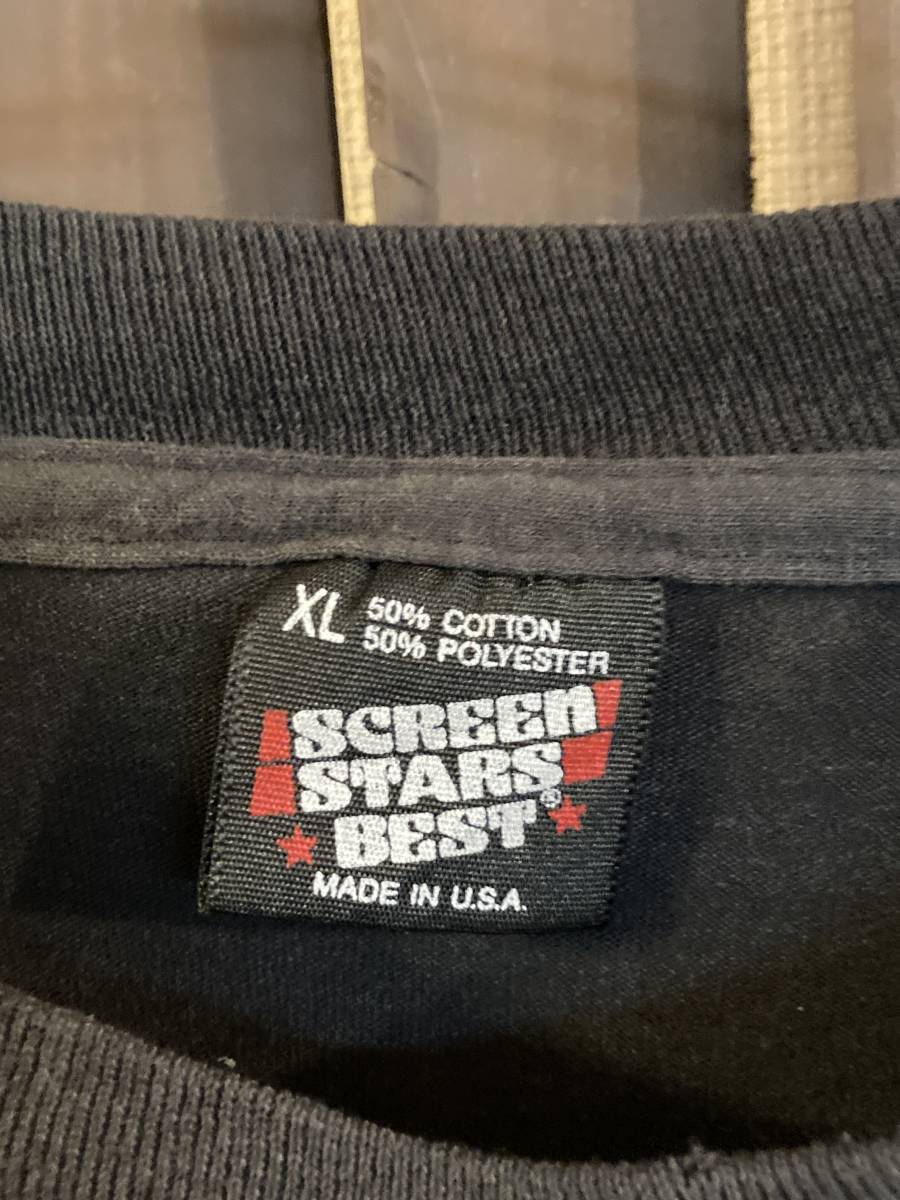 XL 50% COTTON
50% POLYESTER
SCREEN
STARS
BEST®
MADE IN U.S.A.